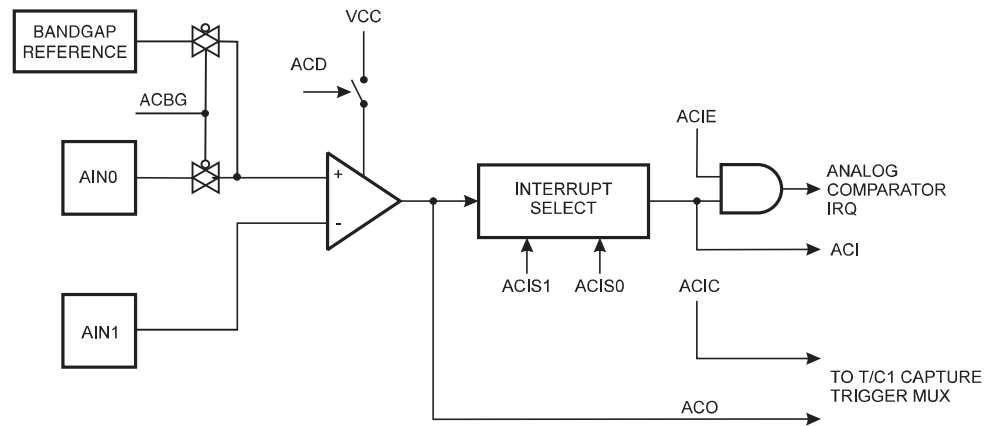 BANDGAP
REFERENCE
VCC
ACD
ACBG
ACIE
AIN0
+
-
INTERRUPT
SELECT
ANALOG
COMPARATOR
IRQ
ACI
ACIS1
ACIS0
ACIC
AIN1
TO T/C1 CAPTURE
TRIGGER MUX
ACO